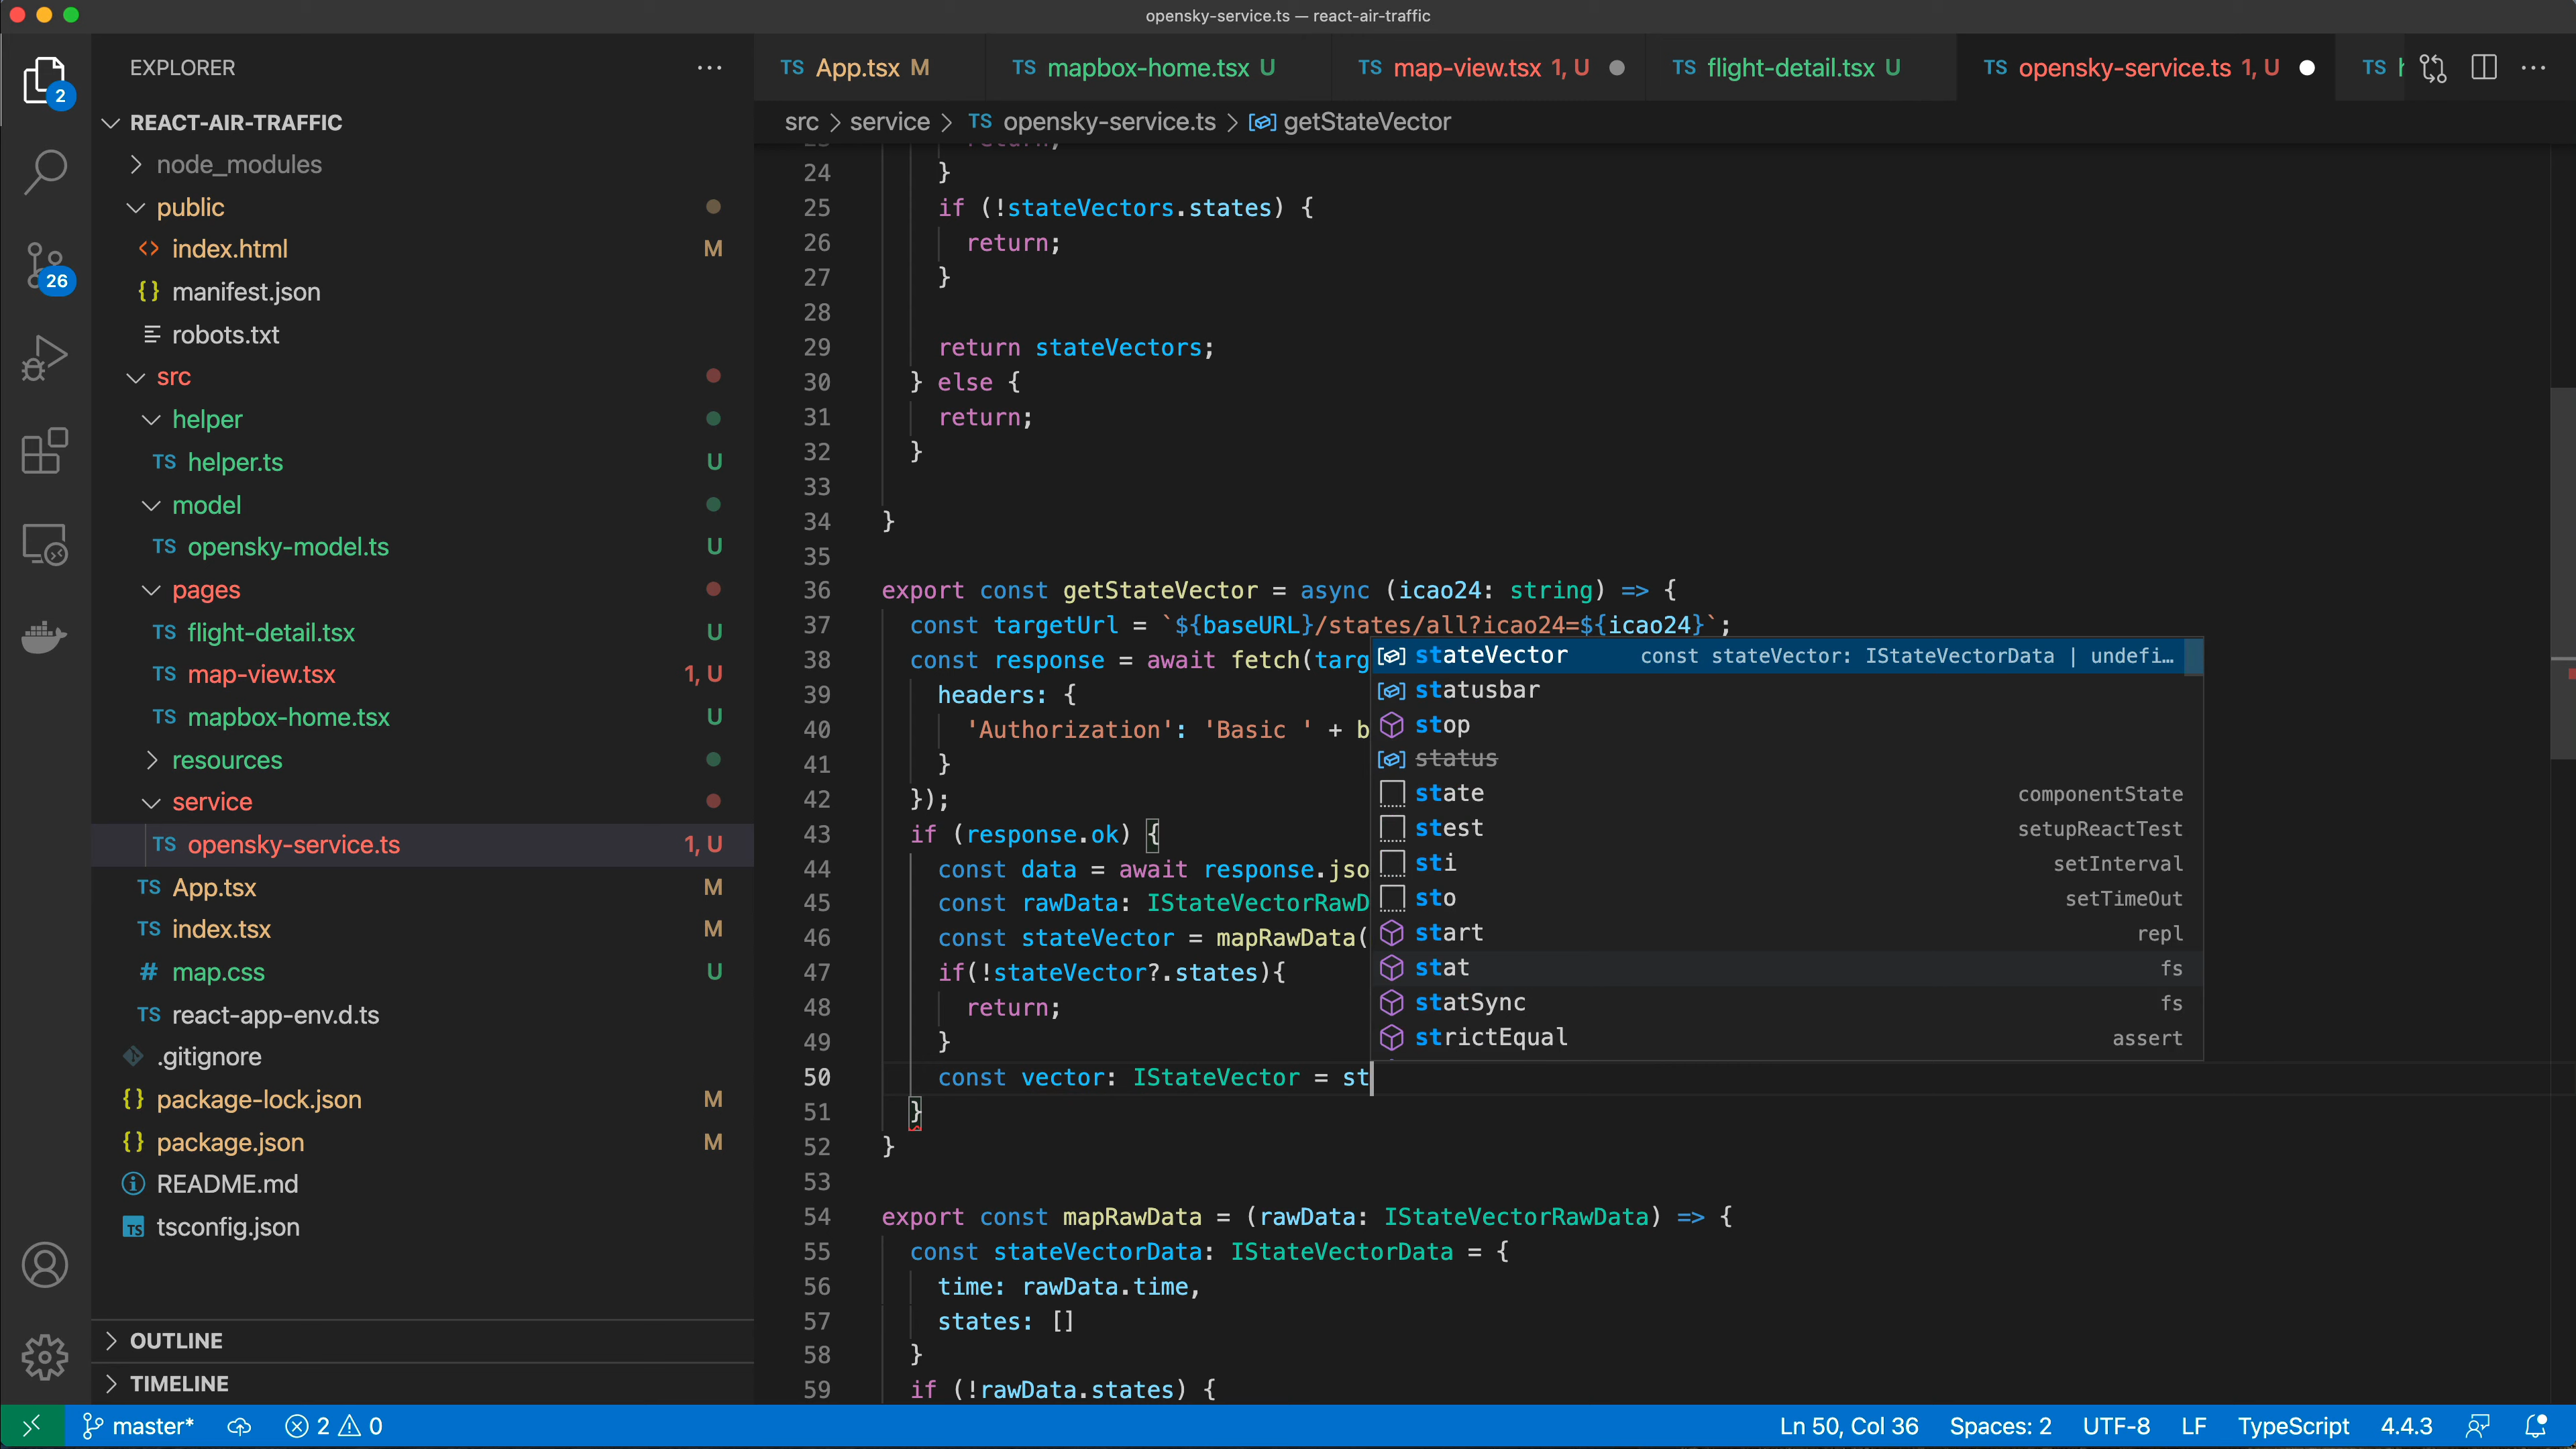 opensky-service.ts — react-air-traffic
EXPLORER
TS App.tsx M
TS mapbox-home.tsx U
TS map-view.tsx 1, U
TS flight-detail.tsx U
TS opensky-service.ts 1, U
TS
src > service > TS opensky-service.ts > getStateVector
2
26
REACT-AIR-TRAFFIC
node_modules
public
index.html M
manifest.json
robots.txt
src
helper
TS helper.ts U
model
TS opensky-model.ts U
pages
TS flight-detail.tsx U
TS map-view.tsx 1, U
TS mapbox-home.tsx U
resources
service
TS opensky-service.ts 1, U
TS App.tsx M
TS index.tsx M
# map.css U
TS react-app-env.d.ts
.gitignore
{} package-lock.json M
{} package.json M
README.md
TS tsconfig.json
OUTLINE
TIMELINE
24 }
25 if (!stateVectors.states) {
26 return;
27 }
28
29 return stateVectors;
30 } else {
31 return;
32 }
33
34 }
35
36 export const getStateVector = async (icao24: string) => {
37 const targetUrl = `${baseURL}/states/all?icao24=${icao24}`;
38 const response = await fetch(targ
39 headers: {
40 'Authorization': 'Basic ' + b
41 }
42 });
43 if (response.ok) {
44 const data = await response.jso
45 const rawData: IStateVectorRawD
46 const stateVector = mapRawData(
47 if(!stateVector?.states){
48 return;
49 }
50 const vector: IStateVector = st
51 }
52 }
53
54 export const mapRawData = (rawData: IStateVectorRawData) => {
55 const stateVectorData: IStateVectorData = {
56 time: rawData.time,
57 states: []
58 }
59 if (!rawData.states) {
stateVector const stateVector: IStateVectorData | undefi…
statusbar
stop
status
state componentState
stest setupReactTest
sti setInterval
sto setTimeOut
start repl
stat fs
statSync fs
strictEqual assert
master* 2 0 Ln 50, Col 36 Spaces: 2 UTF-8 LF TypeScript 4.4.3